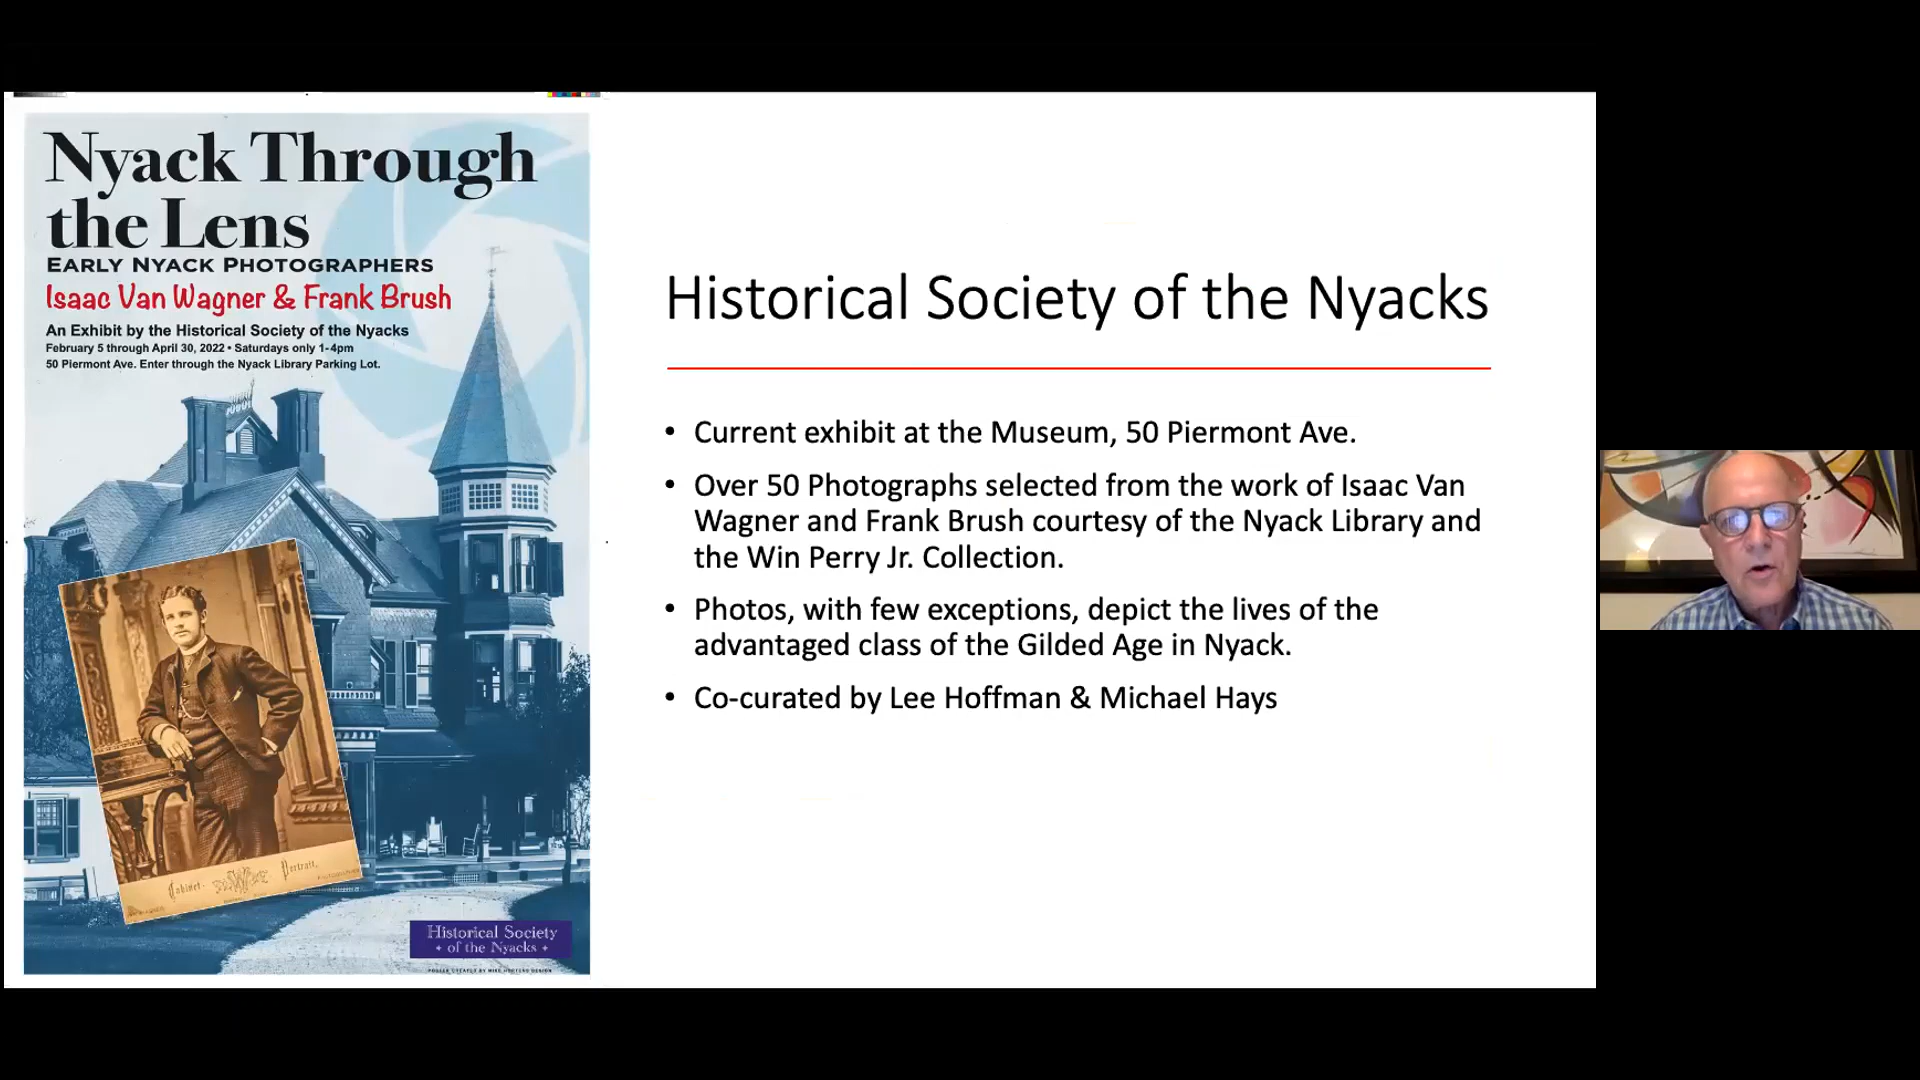 Nyack Through
the Lens
EARLY NYACK PHOTOGRAPHERS
Isaac Van Wagner & Frank Brush
An Exhibit by the Historical Society of the Nyacks
February 5 through April 30, 2022 • Saturdays only 1-4pm
50 Piermont Ave. Enter through the Nyack Library Parking Lot.
Cabinet Portrait.
Historical Society
of the Nyacks
Historical Society of the Nyacks
• Current exhibit at the Museum, 50 Piermont Ave.
• Over 50 Photographs selected from the work of Isaac Van
Wagner and Frank Brush courtesy of the Nyack Library and
the Win Perry Jr. Collection.
• Photos, with few exceptions, depict the lives of the
advantaged class of the Gilded Age in Nyack.
• Co-curated by Lee Hoffman & Michael Hays